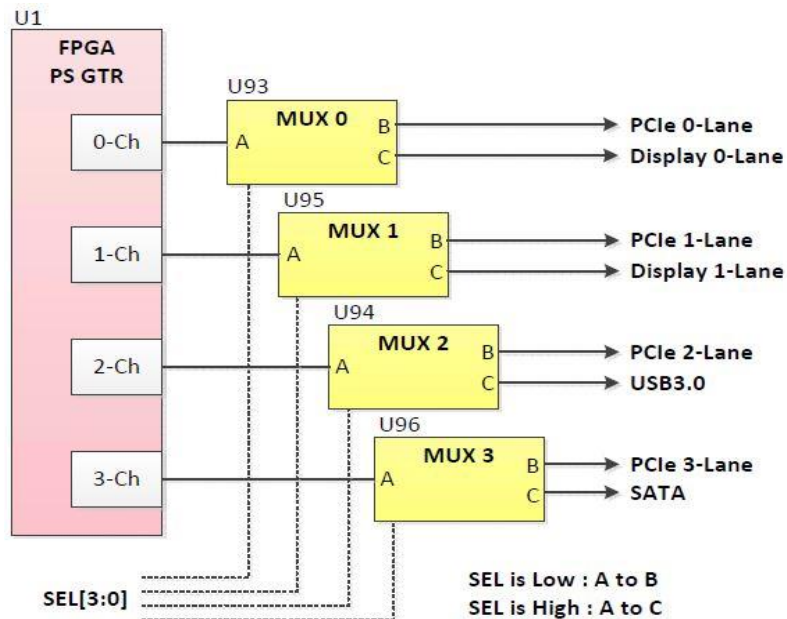 U1
FPGA
PS GTR
0-Ch
1-Ch
2-Ch
3-Ch
U93
MUX 0
A
B
C
PCIe 0-Lane
Display 0-Lane
U95
MUX 1
A
B
C
PCIe 1-Lane
Display 1-Lane
U94
MUX 2
A
B
C
PCIe 2-Lane
USB3.0
U96
MUX 3
A
B
C
PCIe 3-Lane
SATA
SEL[3:0]
SEL is Low : A to B
SEL is High : A to C